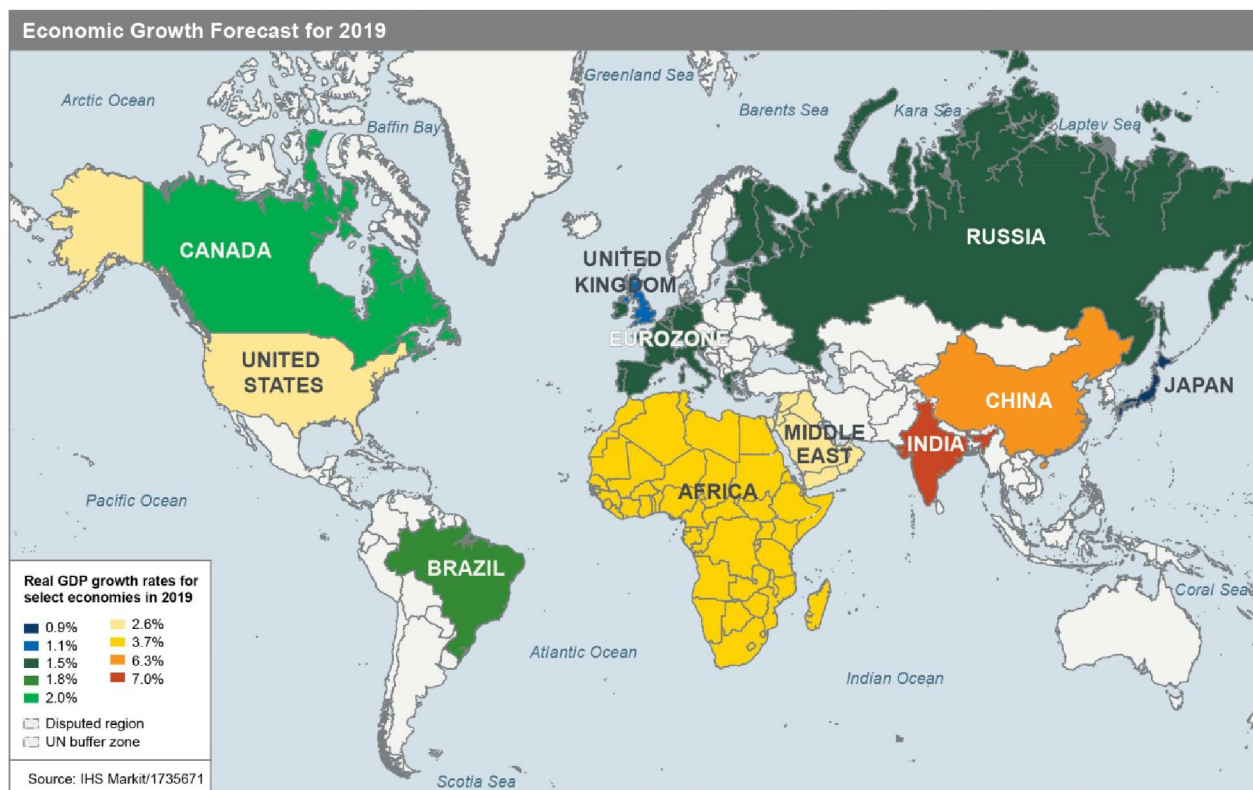 Economic Growth Forecast for 2019
Greenland Sea
Arctic Ocean
Baffin Bay
Barents Sea
Kara Sea
Laptev Sea
CANADA
RUSSIA
UNITED
KINGDOM
EUROZONE
UNITED
STATES
CHINA
JAPAN
MIDDLE
EAST
INDIA
AFRICA
Pacific Ocean
BRAZIL
Coral Sea
Atlantic Ocean
Indian Ocean
Scotia Sea
Real GDP growth rates for
select economies in 2019
0.9%
1.1%
1.5%
1.8%
2.0%
2.6%
3.7%
6.3%
7.0%
Disputed region
UN buffer zone
Source: IHS Markit/1735671